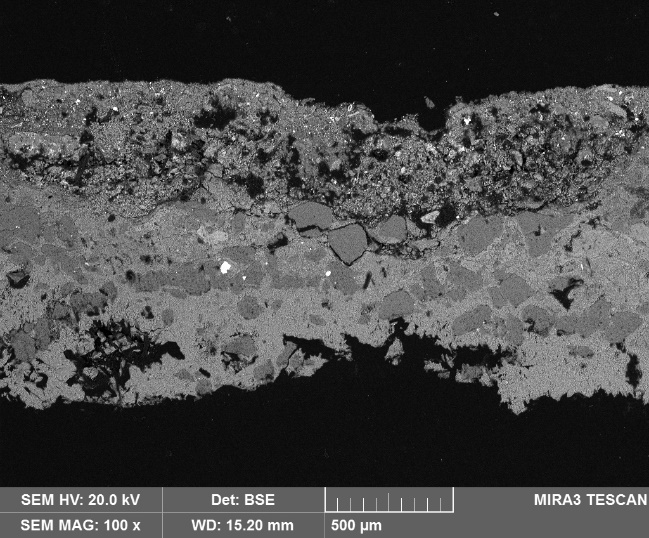 SEM HV: 20.0 kV Det: BSE MIRA3 TESCAN
SEM MAG: 100 x WD: 15.20 mm 500 µm